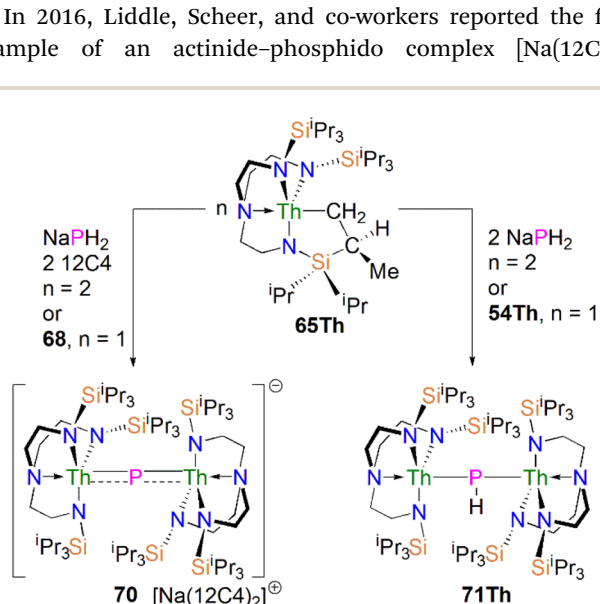 In 2016, Liddle, Scheer, and co-workers reported the f
ample of an actinide–phosphido complex [Na(12C
SiⁱPr₃
N N SiⁱPr₃
n N Th CH₂
H
N C
Si Me
ⁱPr ⁱPr
65Th
NaPH₂
2 12C4
n = 2
or
68, n = 1
2 NaPH₂
n = 2
or
54Th, n = 1
SiⁱPr₃ ⊖
SiⁱPr₃ SiⁱPr₃
N N N
N Th P Th N
N N N
ⁱPr₃Si ⁱPr₃Si SiⁱPr₃
70 [Na(12C4)₂]⊕
SiⁱPr₃
SiⁱPr₃ SiⁱPr₃
N N N
N Th P Th N
H
N N N
ⁱPr₃Si ⁱPr₃Si SiⁱPr₃
71Th